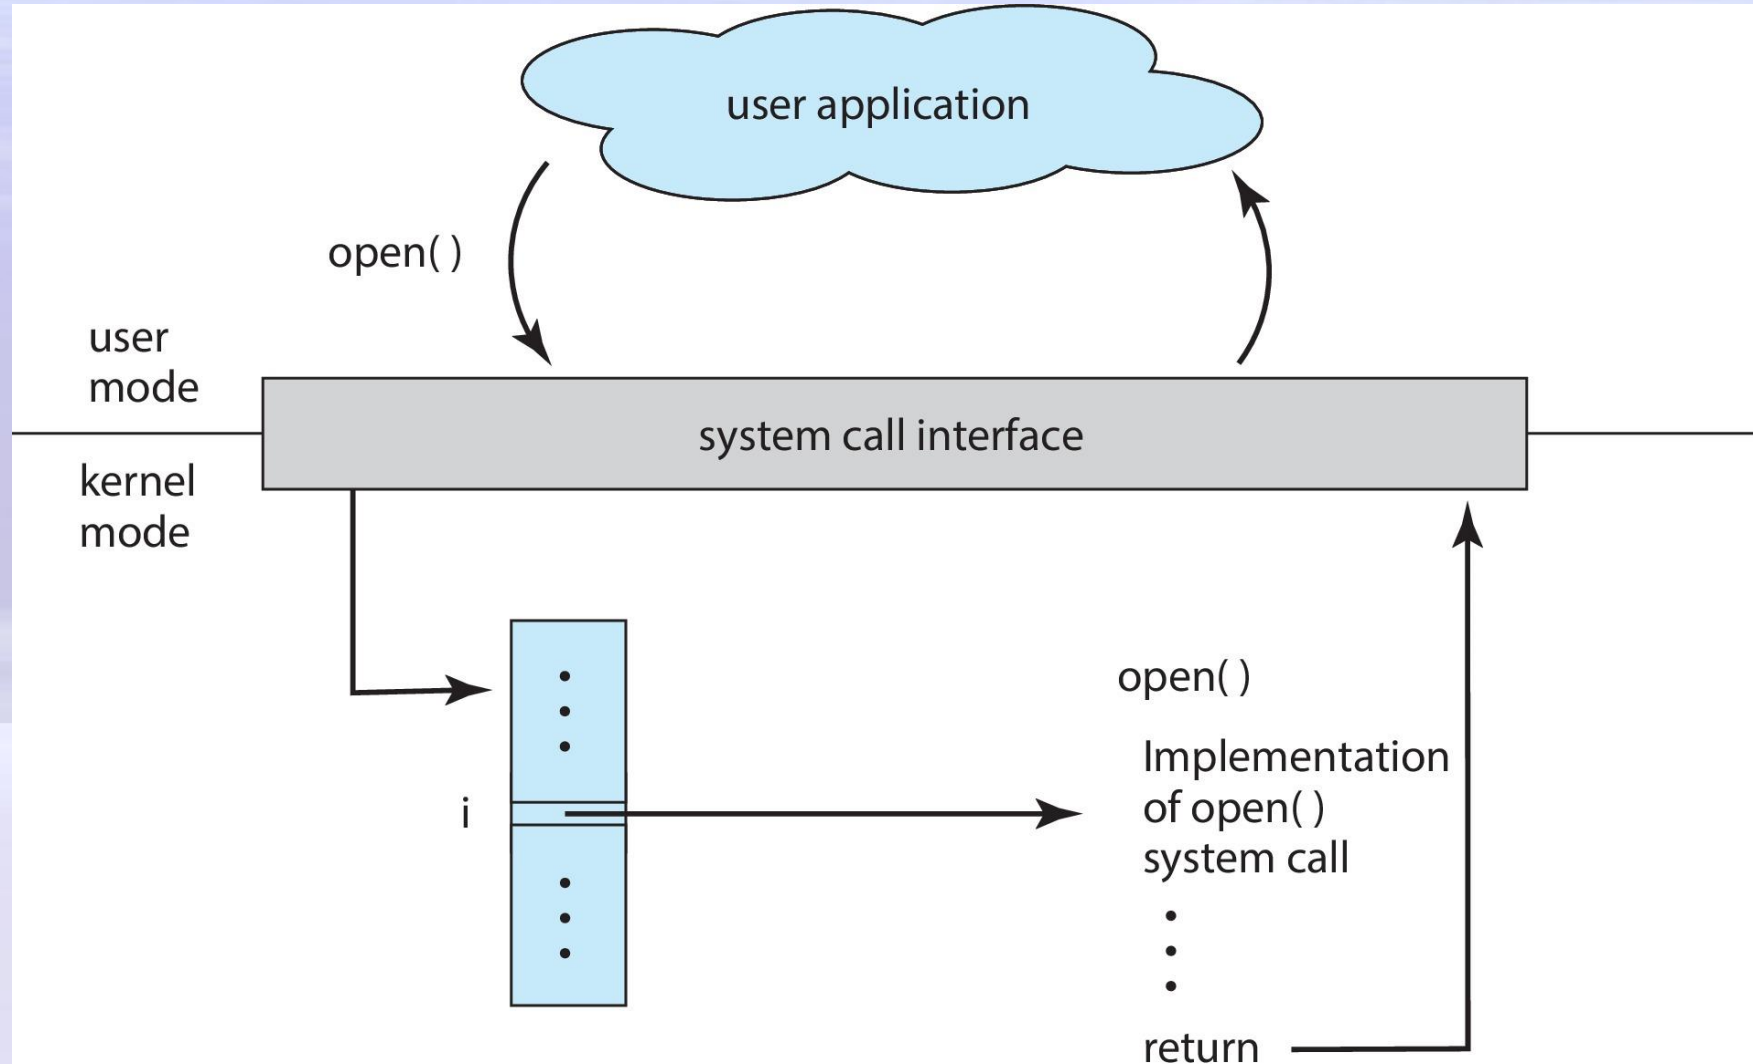 user application
open( )
user
mode
system call interface
kernel
mode
open( )
Implementation
of open( )
system call
i
return